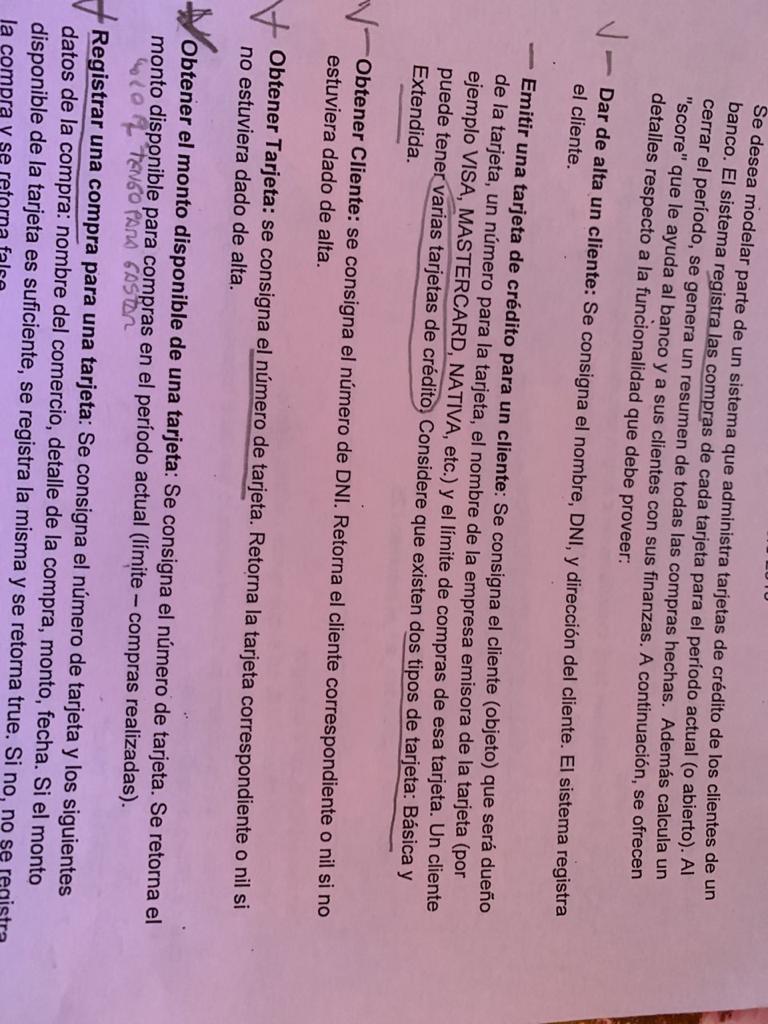 2015
Se desea modelar parte de un sistema que administra tarjetas de crédito de los clientes de un
banco. El sistema registra las compras de cada tarjeta para el período actual (o abierto). Al
cerrar el período, se genera un resumen de todas las compras hechas. Además calcula un
"score" que le ayuda al banco y a sus clientes con sus finanzas. A continuación, se ofrecen
detalles respecto a la funcionalidad que debe proveer:
Dar de alta un cliente: Se consigna el nombre, DNI, y dirección del cliente. El sistema registra
el cliente.
Emitir una tarjeta de crédito para un cliente: Se consigna el cliente (objeto) que será dueño
de la tarjeta, un número para la tarjeta, el nombre de la empresa emisora de la tarjeta (por
ejemplo VISA, MASTERCARD, NATIVA, etc.) y el límite de compras de esa tarjeta. Un cliente
puede tener varias tarjetas de crédito. Considere que existen dos tipos de tarjeta: Básica y
Extendida.
Obtener Cliente: se consigna el número de DNI. Retorna el cliente correspondiente o nil si no
estuviera dado de alta.
Obtener Tarjeta: se consigna el número de tarjeta. Retorna la tarjeta correspondiente o nil si
no estuviera dado de alta.
Obtener el monto disponible de una tarjeta: Se consigna el número de tarjeta. Se retorna el
monto disponible para compras en el período actual (límite – compras realizadas).
TENGO PARA GASTAR
Registrar una compra para una tarjeta: Se consigna el número de tarjeta y los siguientes
datos de la compra: nombre del comercio, detalle de la compra, monto, fecha. Si el monto
disponible de la tarjeta es suficiente, se registra la misma y se retorna true. Si no, no se registra
la compra y se retorna false.